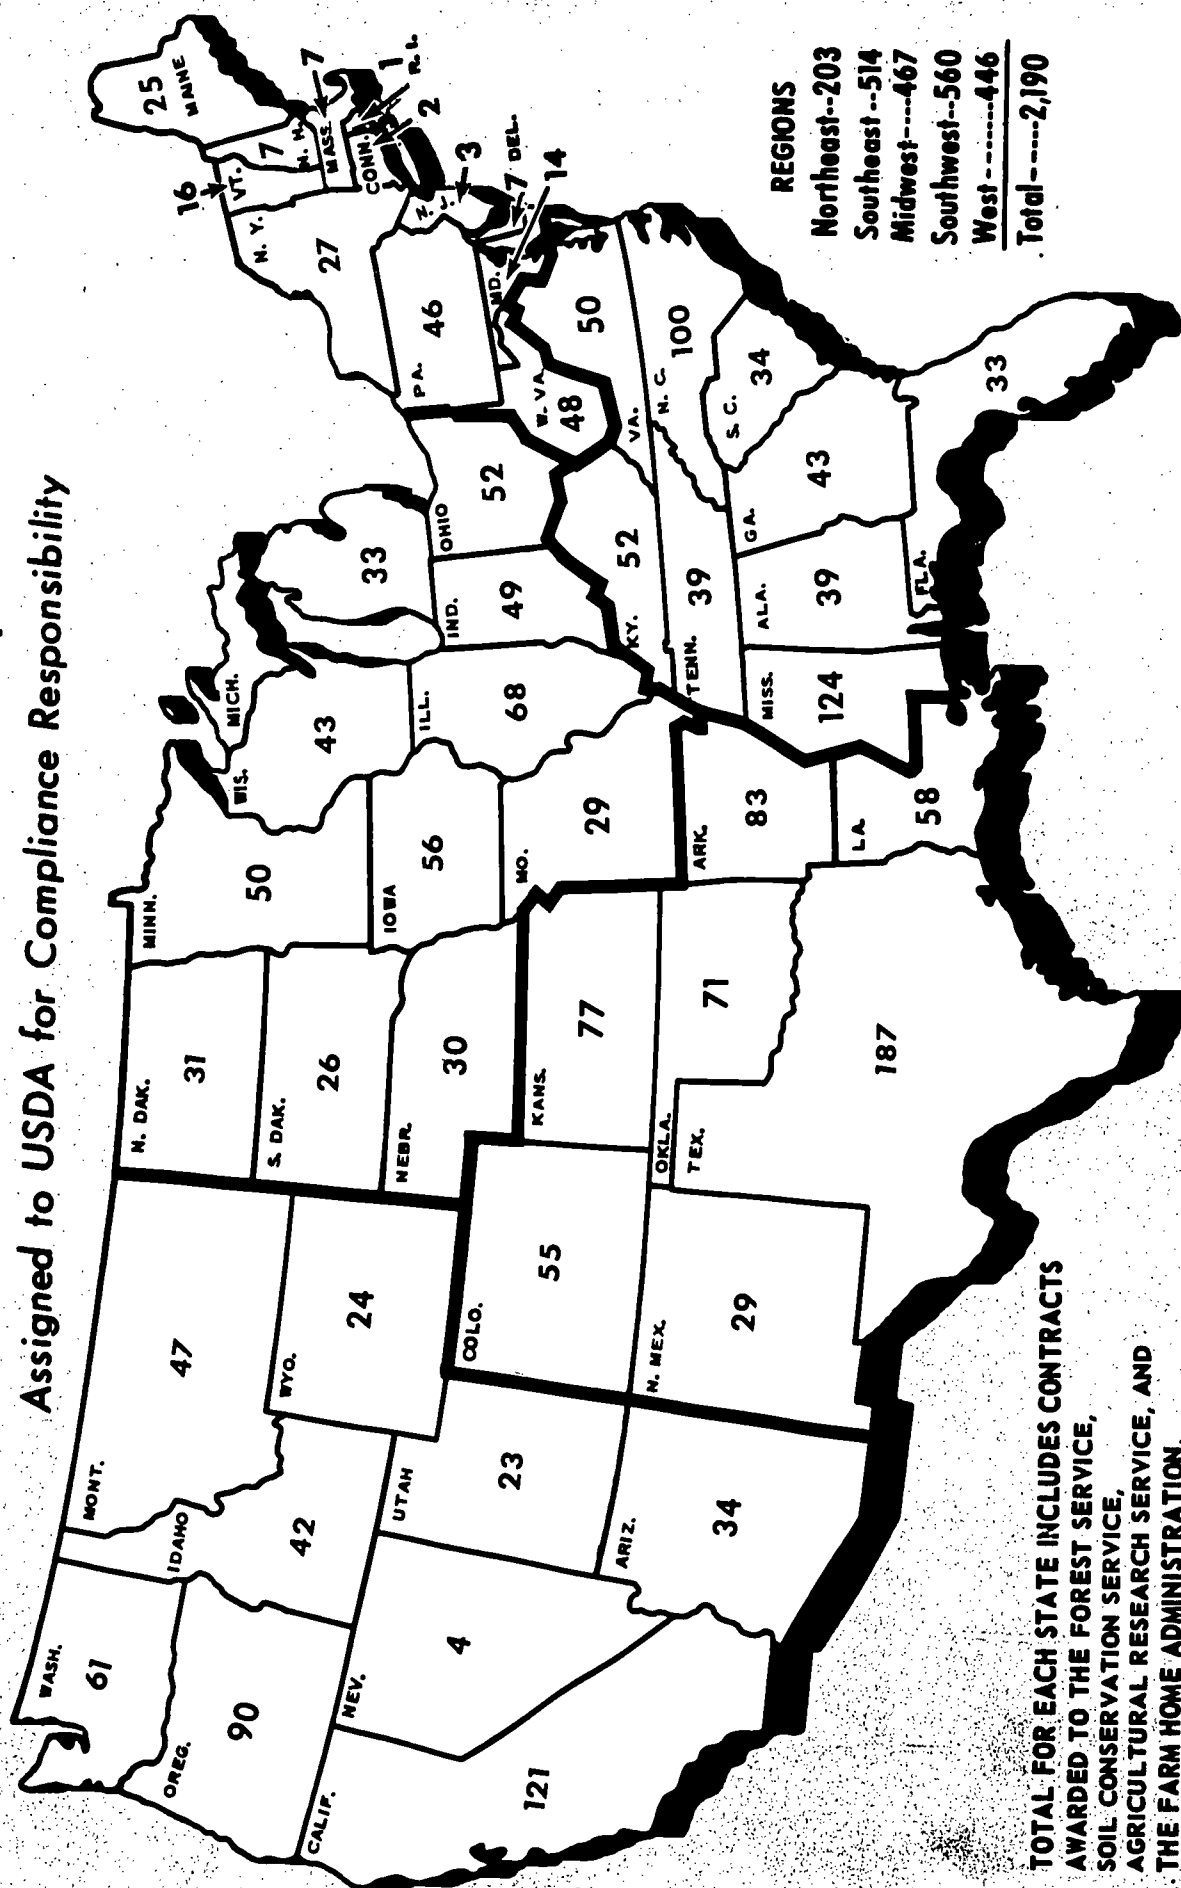 Assigned to USDA for Compliance Responsibility
WASH.
61
OREG.
90
CALIF.
121
NEV.
4
IDAHO
42
MONT.
47
WYO.
24
UTAH
23
ARIZ.
34
COLO.
55
N. MEX.
29
N. DAK.
31
S. DAK.
26
NEBR.
30
KANS.
77
OKLA.
71
TEX.
187
MINN.
50
IOWA
56
MO.
29
ARK.
83
LA.
58
WIS.
43
MICH.
33
ILL.
68
IND.
49
OHIO
52
KY.
52
TENN.
39
MISS.
124
ALA.
39
GA.
43
FLA.
33
S. C.
34
N. C.
100
VA.
50
W. VA.
48
MD.
14
DEL.
7
PA.
46
N. J.
3
N. Y.
27
CONN.
2
R. I.
1
MASS.
7
VT.
16
N. H.
7
MAINE
25
REGIONS
Northeast--203
Southeast--514
Midwest----467
Southwest--560
West-------446
Total-----2,190
TOTAL FOR EACH STATE INCLUDES CONTRACTS
AWARDED TO THE FOREST SERVICE,
SOIL CONSERVATION SERVICE,
AGRICULTURAL RESEARCH SERVICE, AND
THE FARM HOME ADMINISTRATION.